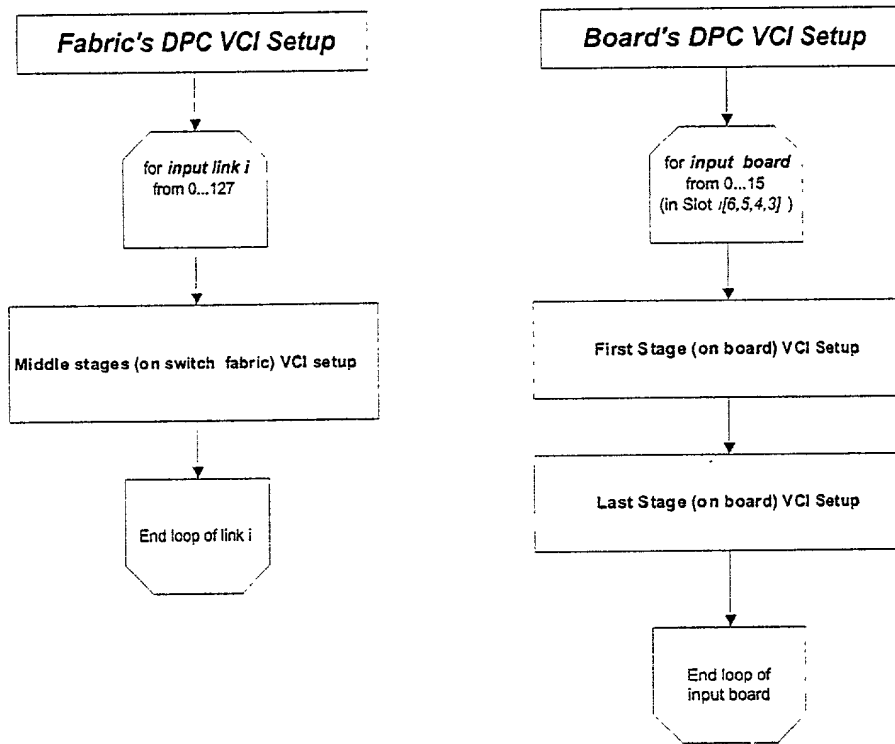 Fabric's DPC VCI Setup
for input link i
from 0...127
Middle stages (on switch fabric) VCI setup
End loop of link i
Board's DPC VCI Setup
for input board
from 0...15
(in Slot i[6,5,4,3] )
First Stage (on board) VCI Setup
Last Stage (on board) VCI Setup
End loop of
input board